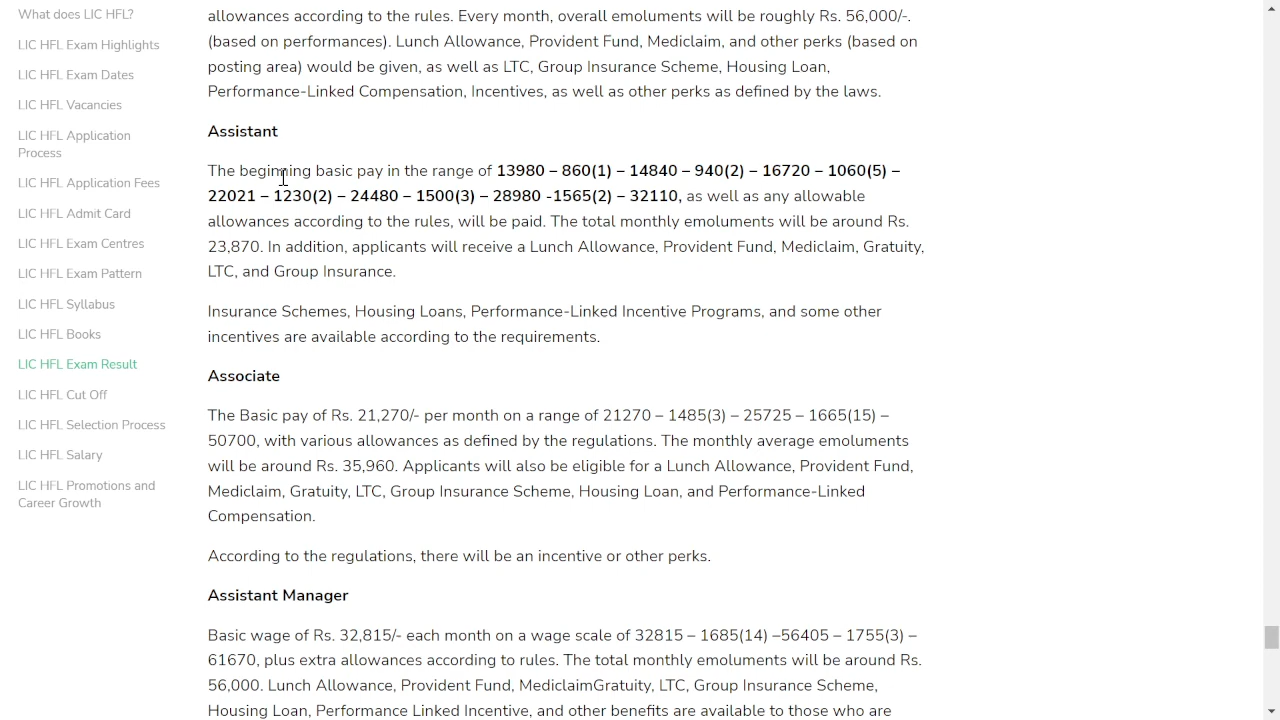 What does LIC HFL?
LIC HFL Exam Highlights
LIC HFL Exam Dates
LIC HFL Vacancies
LIC HFL Application
Process
LIC HFL Application Fees
LIC HFL Admit Card
LIC HFL Exam Centres
LIC HFL Exam Pattern
LIC HFL Syllabus
LIC HFL Books
LIC HFL Exam Result
LIC HFL Cut Off
LIC HFL Selection Process
LIC HFL Salary
LIC HFL Promotions and
Career Growth
allowances according to the rules. Every month, overall emoluments will be roughly Rs. 56,000/-.
(based on performances). Lunch Allowance, Provident Fund, Mediclaim, and other perks (based on
posting area) would be given, as well as LTC, Group Insurance Scheme, Housing Loan,
Performance-Linked Compensation, Incentives, as well as other perks as defined by the laws.
Assistant
The beginning basic pay in the range of 13980 – 860(1) – 14840 – 940(2) – 16720 – 1060(5) –
22021 – 1230(2) – 24480 – 1500(3) – 28980 -1565(2) – 32110, as well as any allowable
allowances according to the rules, will be paid. The total monthly emoluments will be around Rs.
23,870. In addition, applicants will receive a Lunch Allowance, Provident Fund, Mediclaim, Gratuity,
LTC, and Group Insurance.
Insurance Schemes, Housing Loans, Performance-Linked Incentive Programs, and some other
incentives are available according to the requirements.
Associate
The Basic pay of Rs. 21,270/- per month on a range of 21270 – 1485(3) – 25725 – 1665(15) –
50700, with various allowances as defined by the regulations. The monthly average emoluments
will be around Rs. 35,960. Applicants will also be eligible for a Lunch Allowance, Provident Fund,
Mediclaim, Gratuity, LTC, Group Insurance Scheme, Housing Loan, and Performance-Linked
Compensation.
According to the regulations, there will be an incentive or other perks.
Assistant Manager
Basic wage of Rs. 32,815/- each month on a wage scale of 32815 – 1685(14) –56405 – 1755(3) –
61670, plus extra allowances according to rules. The total monthly emoluments will be around Rs.
56,000. Lunch Allowance, Provident Fund, MediclaimGratuity, LTC, Group Insurance Scheme,
Housing Loan, Performance Linked Incentive, and other benefits are available to those who are